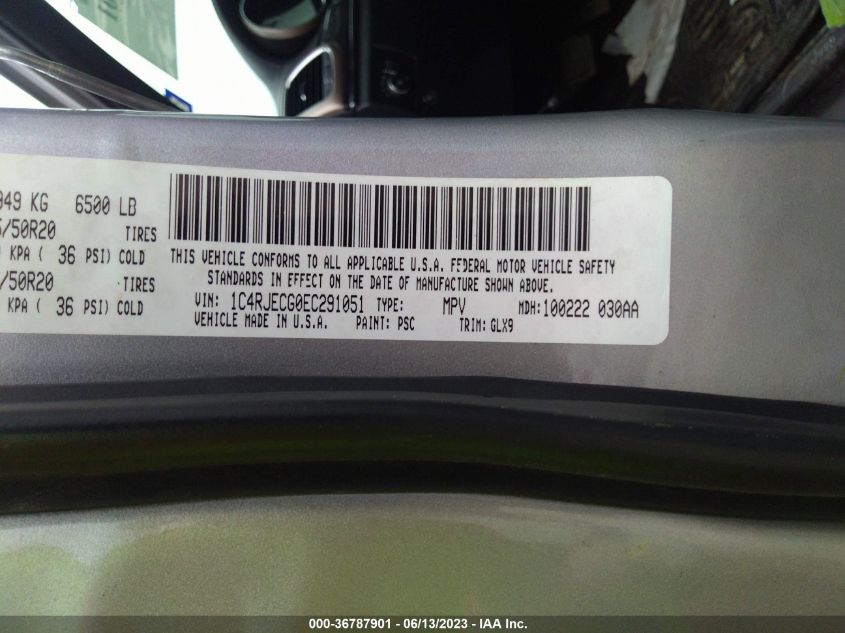 949 KG 6500 LB
/50R20 TIRES
KPA ( 36 PSI) COLD
/50R20 TIRES
KPA ( 36 PSI) COLD
THIS VEHICLE CONFORMS TO ALL APPLICABLE U.S.A. FEDERAL MOTOR VEHICLE SAFETY
STANDARDS IN EFFECT ON THE DATE OF MANUFACTURE SHOWN ABOVE.
VIN: 1C4RJECG0EC291051 TYPE: MPV MDH:100222 030AA
VEHICLE MADE IN U.S.A. PAINT: PSC TRIM: GLX9
000-36787901 - 06/13/2023 - IAA Inc.